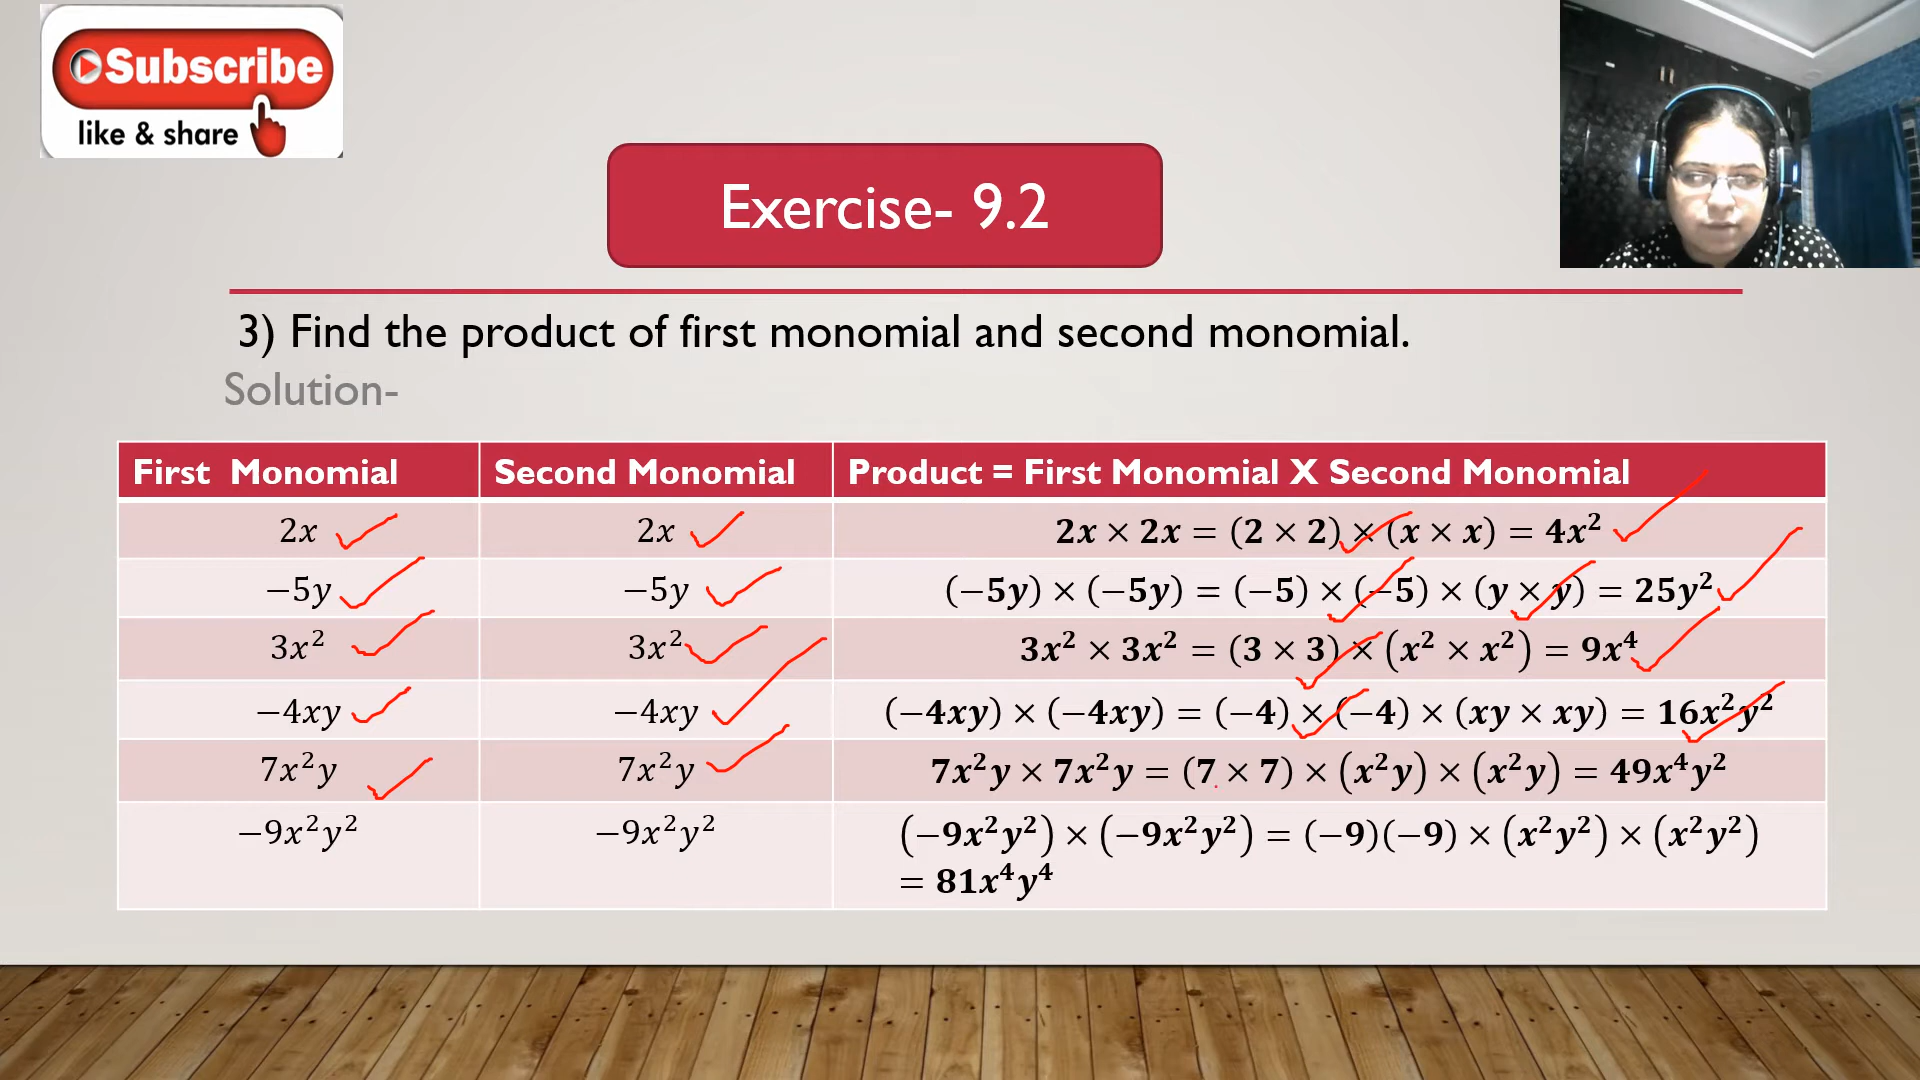 Subscribe
like & share
Exercise- 9.2
3) Find the product of first monomial and second monomial.
Solution-
First Monomial Second Monomial Product = First Monomial X Second Monomial
2x 2x 2x × 2x = (2 × 2) × (x × x) = 4x²
−5y −5y (−5y) × (−5y) = (−5) × (−5) × (y × y) = 25y²
3x² 3x² 3x² × 3x² = (3 × 3) × (x² × x²) = 9x⁴
−4xy −4xy (−4xy) × (−4xy) = (−4) × (−4) × (xy × xy) = 16x²y²
7x²y 7x²y 7x²y × 7x²y = (7 × 7) × (x²y) × (x²y) = 49x⁴y²
−9x²y² −9x²y² (−9x²y²) × (−9x²y²) = (−9)(−9) × (x²y²) × (x²y²)
= 81x⁴y⁴